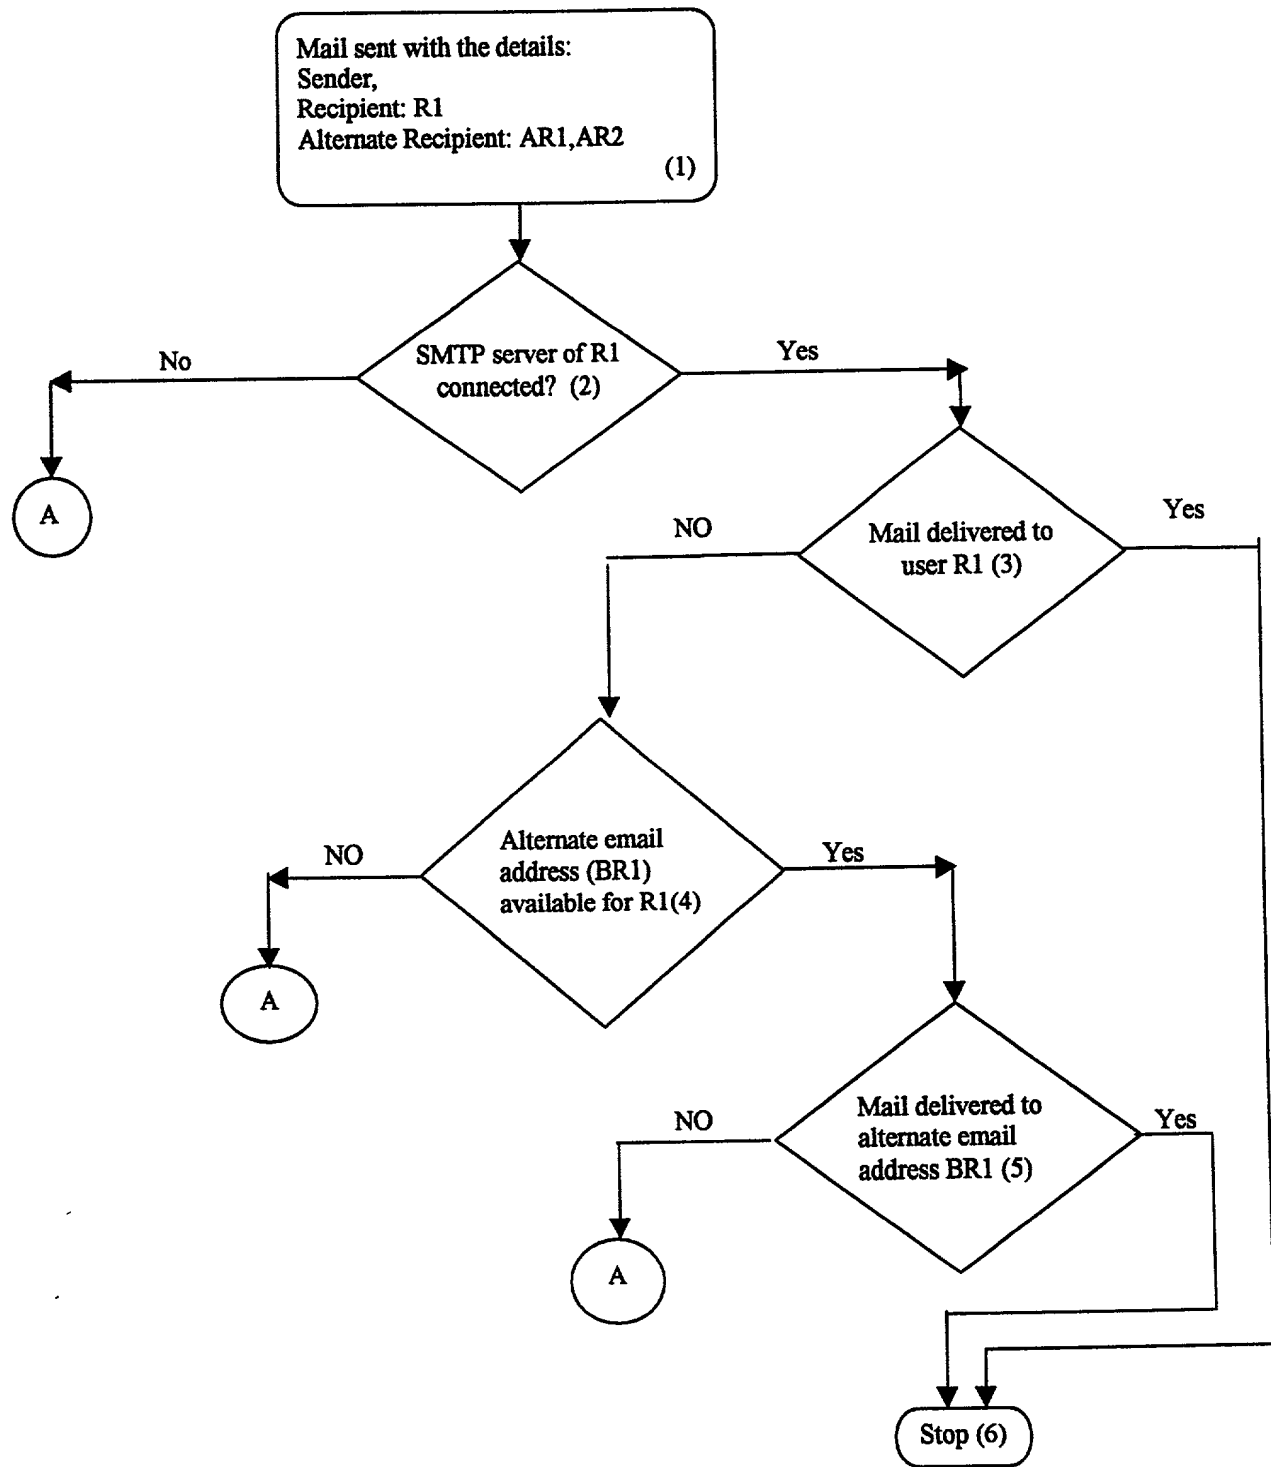 Mail sent with the details:
Sender,
Recipient: R1
Alternate Recipient: AR1,AR2
(1)
SMTP server of R1
connected? (2)
No
Yes
A
Mail delivered to
user R1 (3)
NO
Yes
Alternate email
address (BR1)
available for R1(4)
NO
Yes
A
Mail delivered to
alternate email
address BR1 (5)
NO
Yes
A
Stop (6)